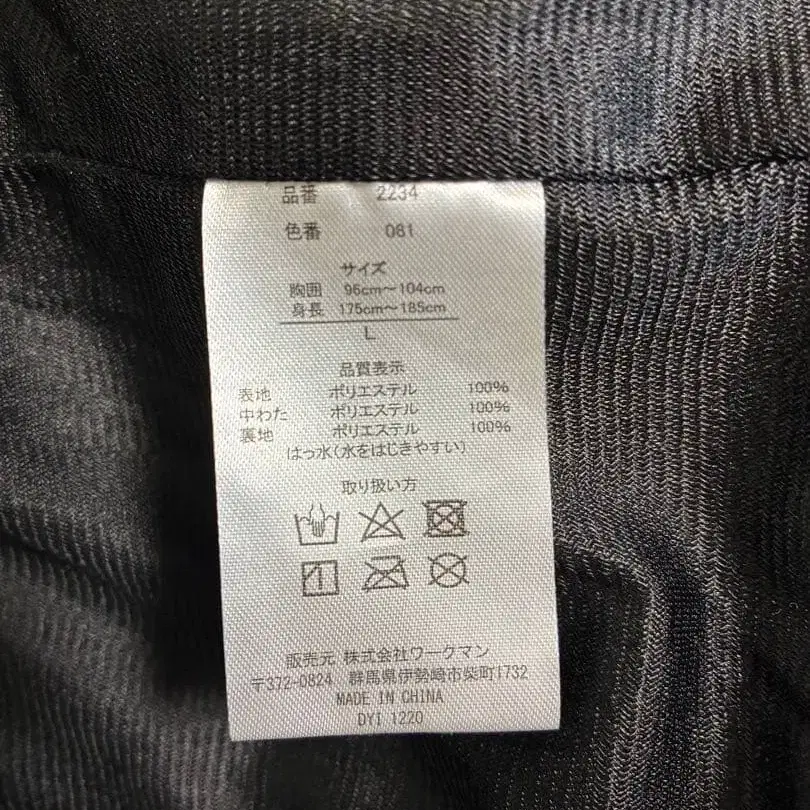 品番 2234
色番 081
サイズ
胸囲 96cm～104cm
身長 175cm～185cm
L
品質表示
表地 ポリエステル 100%
中わた ポリエステル 100%
裏地 ポリエステル 100%
はっ水(水をはじきやすい)
取り扱い方
販売元 株式会社ワークマン
〒372-0824 群馬県伊勢崎市柴町1732
MADE IN CHINA
DYI 1220